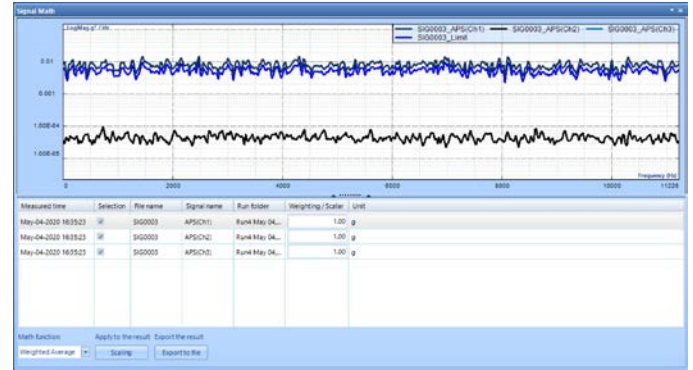 Signal Math
LogMag g² / Hz
SIG0003_APS(Ch1) SIG0003_APS(Ch2) SIG0003_APS(Ch3)
SIG0003_Limit
0.01
0.001
1.00E-04
1.00E-05
Frequency (Hz)
0 2000 4000 6000 8000 10000 11226
Measured time Selection File name Signal name Run folder Weighting / Scalar Unit
May-04-2020 16:35:23 SIG0003 APS(Ch1) Run4 May 04,... 1.00 g
May-04-2020 16:35:23 SIG0003 APS(Ch2) Run4 May 04,... 1.00 g
May-04-2020 16:35:23 SIG0003 APS(Ch3) Run4 May 04,... 1.00 g
Math function Apply to the result Export the result
Weighted Average Scaling Export to file